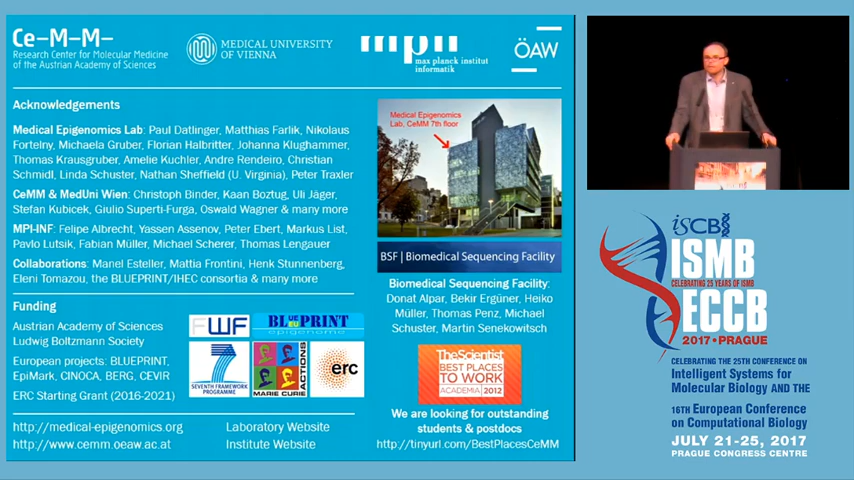 Ce-M-M-
Research Center for Molecular Medicine
of the Austrian Academy of Sciences
MEDICAL UNIVERSITY
OF VIENNA
max planck institut
informatik
ÖAW
Acknowledgements
Medical Epigenomics Lab: Paul Datlinger, Matthias Farlik, Nikolaus
Fortelny, Michaela Gruber, Florian Halbritter, Johanna Klughammer,
Thomas Krausgruber, Amelie Kuchler, Andre Rendeiro, Christian
Schmidl, Linda Schuster, Nathan Sheffield (U. Virginia), Peter Traxler
CeMM & MedUni Wien: Christoph Binder, Kaan Boztug, Uli Jäger,
Stefan Kubicek, Giulio Superti-Furga, Oswald Wagner & many more
MPI-INF: Felipe Albrecht, Yassen Assenov, Peter Ebert, Markus List,
Pavlo Lutsik, Fabian Müller, Michael Scherer, Thomas Lengauer
Collaborations: Manel Esteller, Mattia Frontini, Henk Stunnenberg,
Eleni Tomazou, the BLUEPRINT/IHEC consortia & many more
Funding
Austrian Academy of Sciences
Ludwig Boltzmann Society
European projects: BLUEPRINT,
EpiMark, CINOCA, BERG, CEVIR
ERC Starting Grant (2016-2021)
FWF
BLUEPRINT
epigenome
7
SEVENTH FRAMEWORK
PROGRAMME
MARIE CURIE
ACTIONS
erc
http://medical-epigenomics.org Laboratory Website
http://www.cemm.oeaw.ac.at Institute Website
Medical Epigenomics
Lab, CeMM 7th floor
BSF | Biomedical Sequencing Facility
Biomedical Sequencing Facility:
Donat Alpar, Bekir Ergüner, Heiko
Müller, Thomas Penz, Michael
Schuster, Martin Senekowitsch
TheScientist
BEST PLACES
TO WORK
ACADEMIA 2012
We are looking for outstanding
students & postdocs
http://tinyurl.com/BestPlacesCeMM
iSCB
ISMB
CELEBRATING 25 YEARS OF ISMB
ECCB
2017 • PRAGUE
CELEBRATING THE 25TH CONFERENCE ON
Intelligent Systems for
Molecular Biology AND THE
16TH European Conference
on Computational Biology
JULY 21-25, 2017
PRAGUE CONGRESS CENTRE